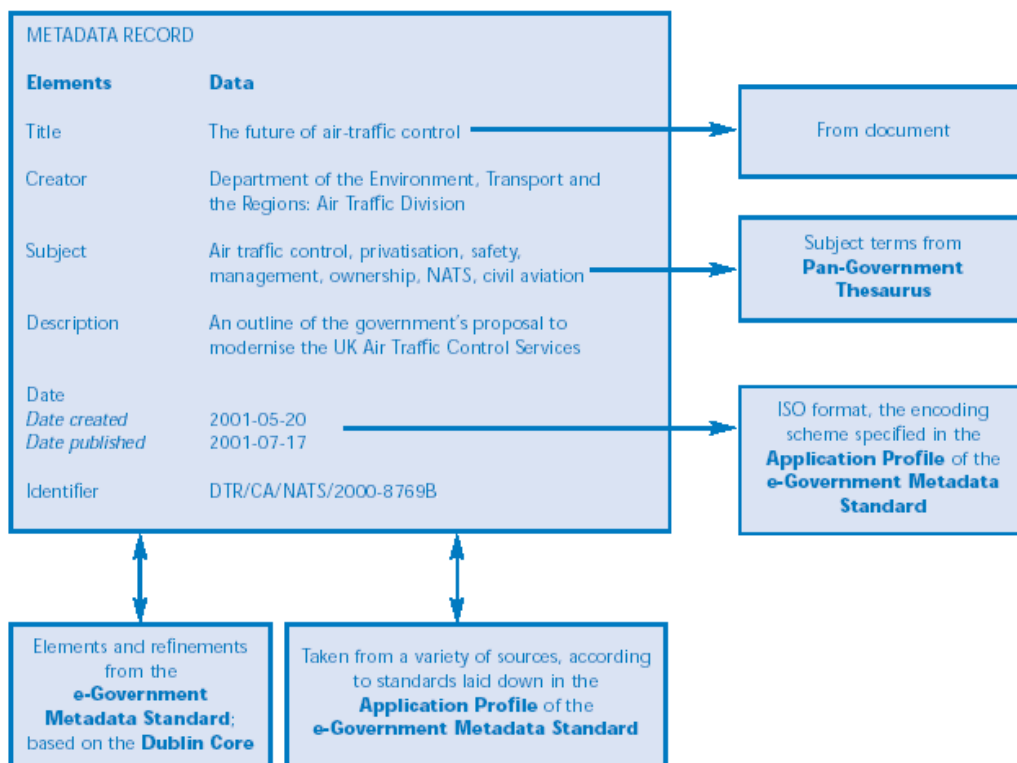 METADATA RECORD
Elements Data
Title The future of air-traffic control
Creator Department of the Environment, Transport and
the Regions: Air Traffic Division
Subject Air traffic control, privatisation, safety,
management, ownership, NATS, civil aviation
Description An outline of the government's proposal to
modernise the UK Air Traffic Control Services
Date
Date created 2001-05-20
Date published 2001-07-17
Identifier DTR/CA/NATS/2000-8769B
From document
Subject terms from
Pan-Government
Thesaurus
ISO format, the encoding
scheme specified in the
Application Profile of the
e-Government Metadata
Standard
Elements and refinements
from the
e-Government
Metadata Standard;
based on the Dublin Core
Taken from a variety of sources, according
to standards laid down in the
Application Profile of the
e-Government Metadata Standard